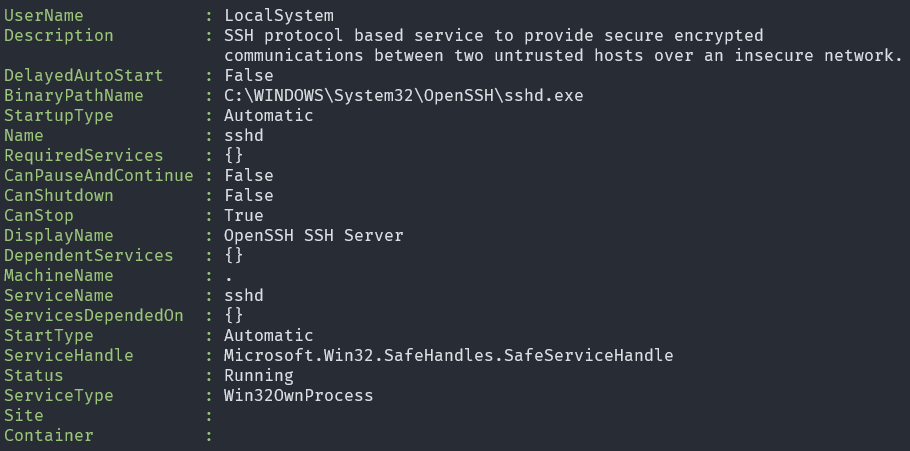 UserName            : LocalSystem
Description         : SSH protocol based service to provide secure encrypted
                      communications between two untrusted hosts over an insecure network.
DelayedAutoStart    : False
BinaryPathName      : C:\WINDOWS\System32\OpenSSH\sshd.exe
StartupType         : Automatic
Name                : sshd
RequiredServices    : {}
CanPauseAndContinue : False
CanShutdown         : False
CanStop             : True
DisplayName         : OpenSSH SSH Server
DependentServices   : {}
MachineName         : .
ServiceName         : sshd
ServicesDependedOn  : {}
StartType           : Automatic
ServiceHandle       : Microsoft.Win32.SafeHandles.SafeServiceHandle
Status              : Running
ServiceType         : Win32OwnProcess
Site                :
Container           :